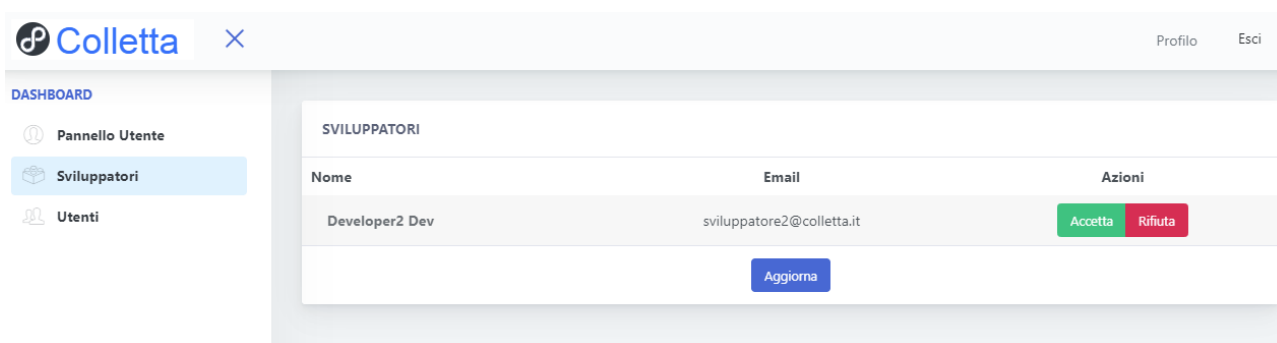 Colletta
Profilo Esci
DASHBOARD
Pannello Utente
Sviluppatori
Utenti
SVILUPPATORI
Nome Email Azioni
Developer2 Dev sviluppatore2@colletta.it Accetta Rifiuta
Aggiorna